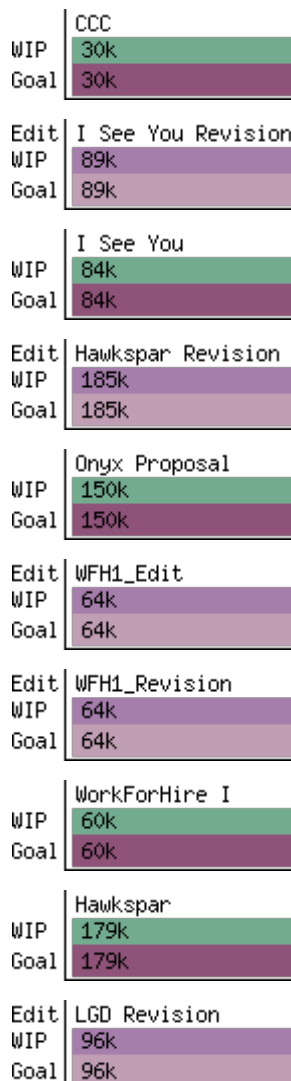 CCC
WIP 30k
Goal 30k
Edit I See You Revision
WIP 89k
Goal 89k
I See You
WIP 84k
Goal 84k
Edit Hawkspar Revision
WIP 185k
Goal 185k
Onyx Proposal
WIP 150k
Goal 150k
Edit WFH1_Edit
WIP 64k
Goal 64k
Edit WFH1_Revision
WIP 64k
Goal 64k
WorkForHire I
WIP 60k
Goal 60k
Hawkspar
WIP 179k
Goal 179k
Edit LGD Revision
WIP 96k
Goal 96k